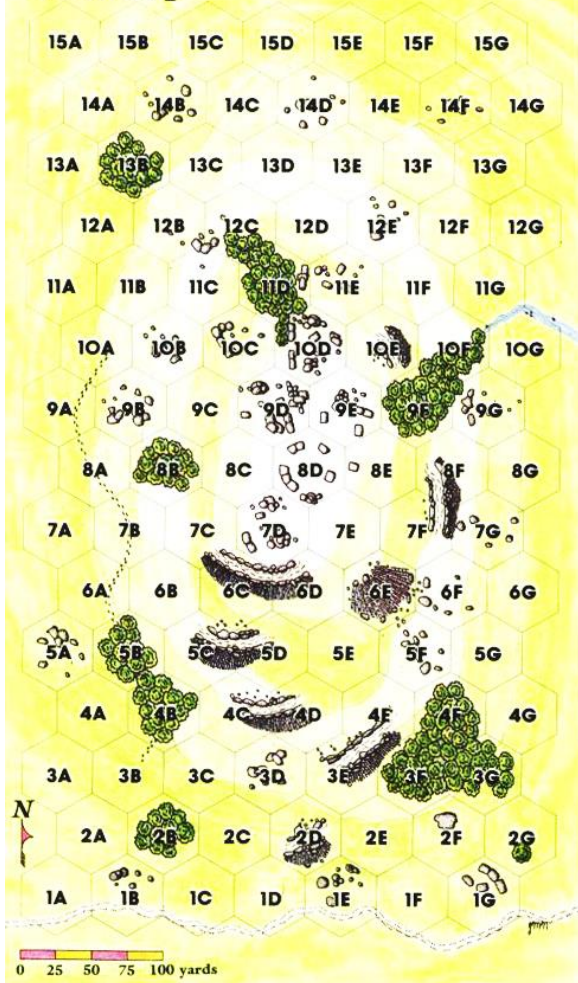 15A 15B 15C 15D 15E 15F 15G
14A 14B 14C 14D 14E 14F 14G
13A 13B 13C 13D 13E 13F 13G
12A 12B 12C 12D 12E 12F 12G
11A 11B 11C 11D 11E 11F 11G
10A 10B 10C 10D 10E 10F 10G
9A 9B 9C 9D 9E 9F 9G
8A 8B 8C 8D 8E 8F 8G
7A 7B 7C 7D 7E 7F 7G
6A 6B 6C 6D 6E 6F 6G
5A 5B 5C 5D 5E 5F 5G
4A 4B 4C 4D 4E 4F 4G
3A 3B 3C 3D 3E 3F 3G
N
2A 2B 2C 2D 2E 2F 2G
1A 1B 1C 1D 1E 1F 1G
0 25 50 75 100 yards